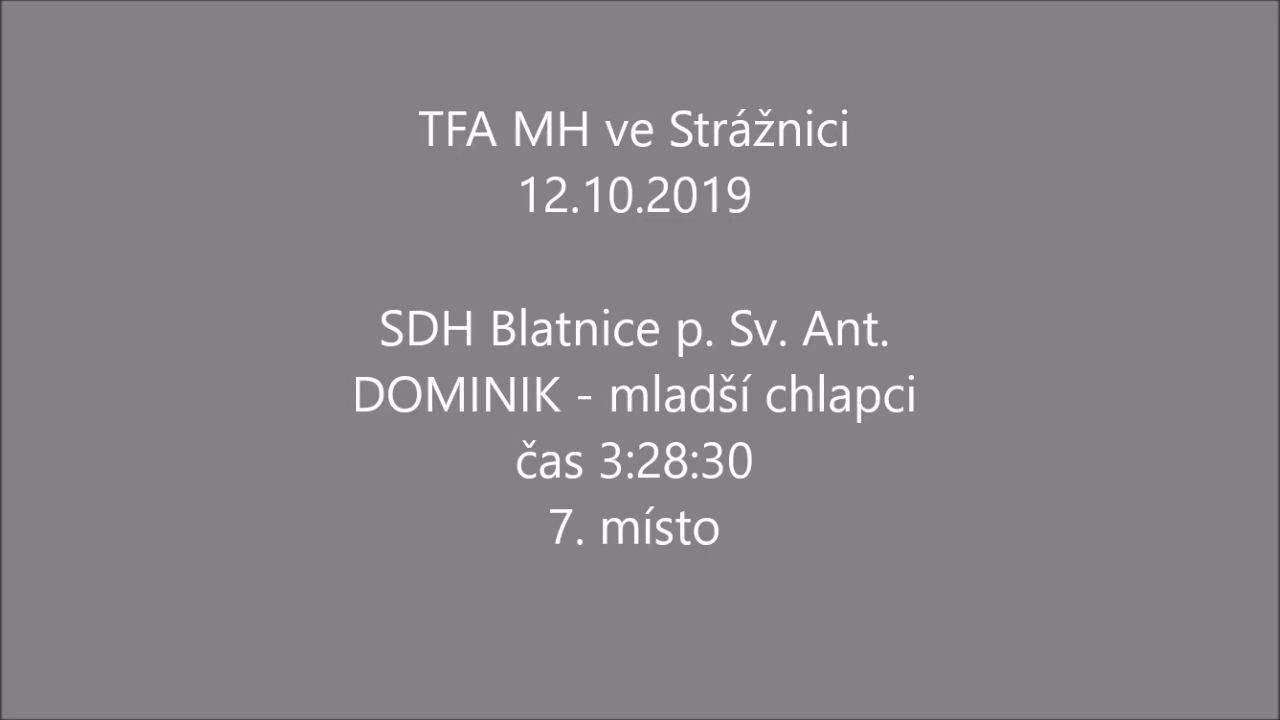 TFA MH ve Strážnici
12.10.2019
SDH Blatnice p. Sv. Ant.
DOMINIK - mladší chlapci
čas 3:28:30
7. místo